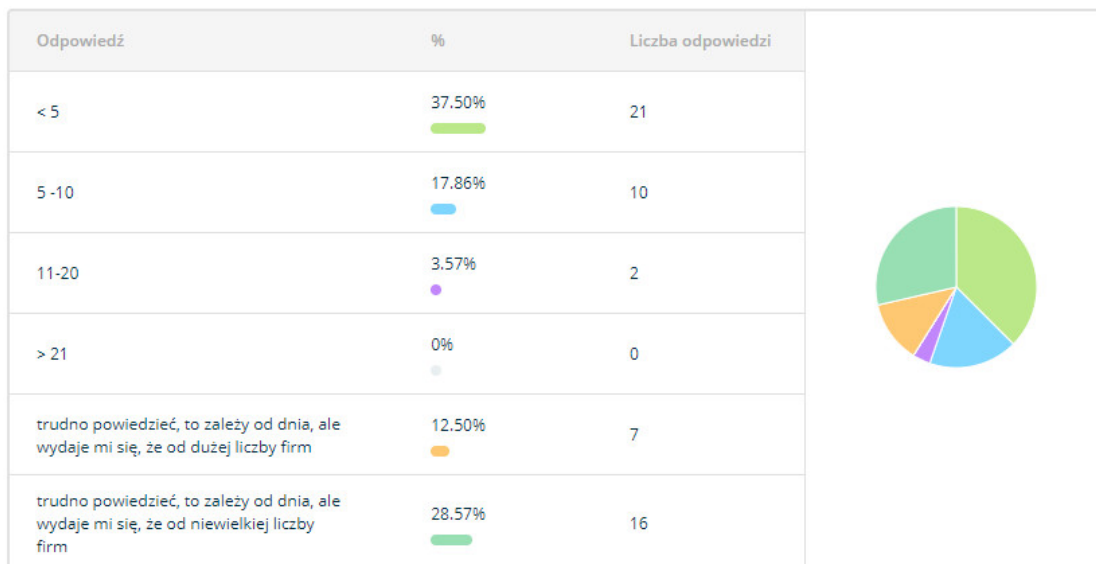 Odpowiedź % Liczba odpowiedzi
< 5 37.50% 21
5 -10 17.86% 10
11-20 3.57% 2
> 21 0% 0
trudno powiedzieć, to zależy od dnia, ale
wydaje mi się, że od dużej liczby firm
12.50% 7
trudno powiedzieć, to zależy od dnia, ale
wydaje mi się, że od niewielkiej liczby
firm
28.57% 16